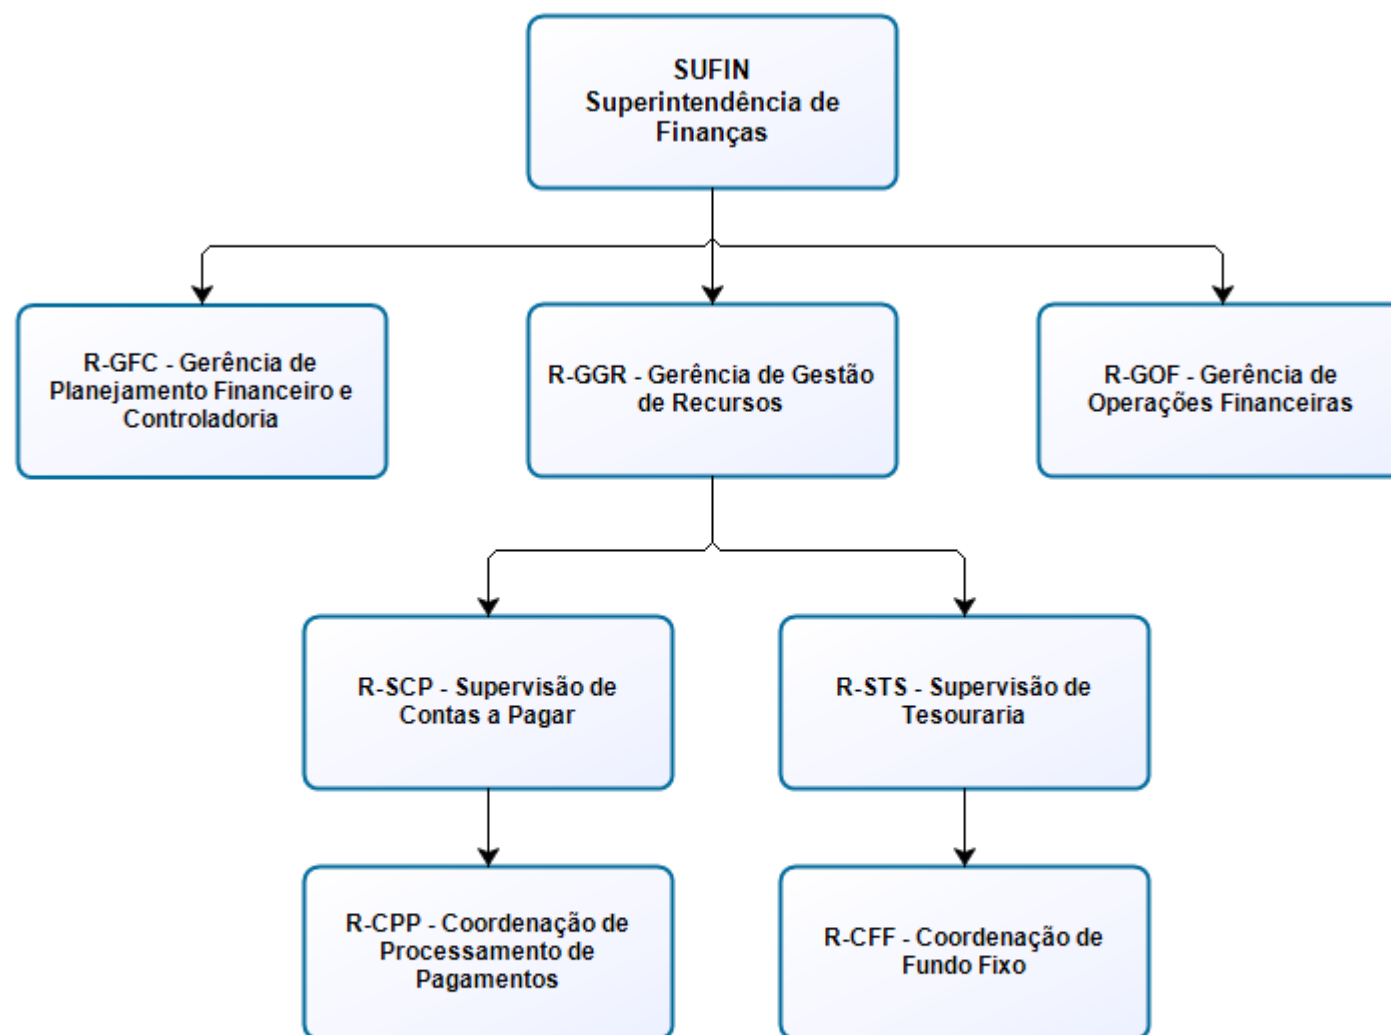 SUFIN
Superintendência de
Finanças
R-GFC - Gerência de
Planejamento Financeiro e
Controladoria
R-GGR - Gerência de Gestão
de Recursos
R-GOF - Gerência de
Operações Financeiras
R-SCP - Supervisão de
Contas a Pagar
R-STS - Supervisão de
Tesouraria
R-CPP - Coordenação de
Processamento de
Pagamentos
R-CFF - Coordenação de
Fundo Fixo